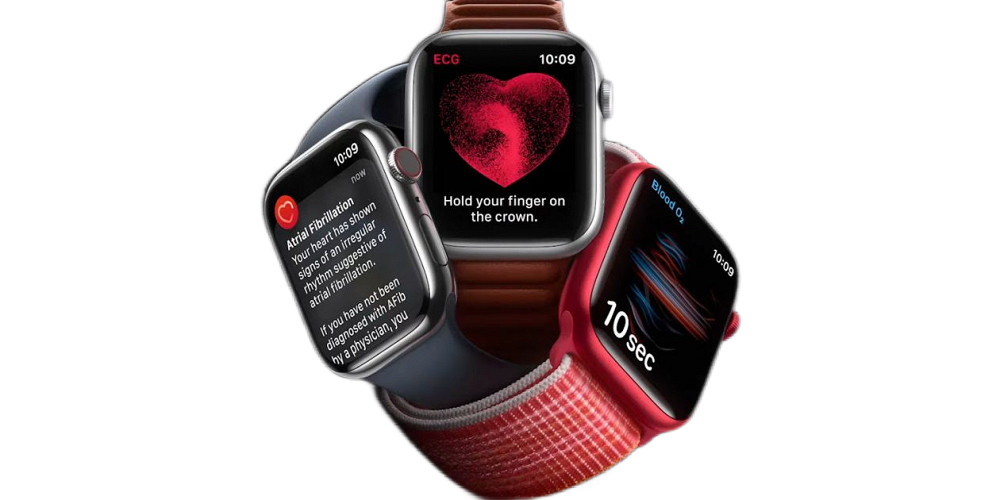 ECG 10:09
Hold your finger on
the crown.
10:09
now
Atrial Fibrillation
Your heart has shown
signs of an irregular
rhythm suggestive of
atrial fibrillation.
If you have not been
diagnosed with AFib
by a physician, you
Blood O₂
10:09
10 sec